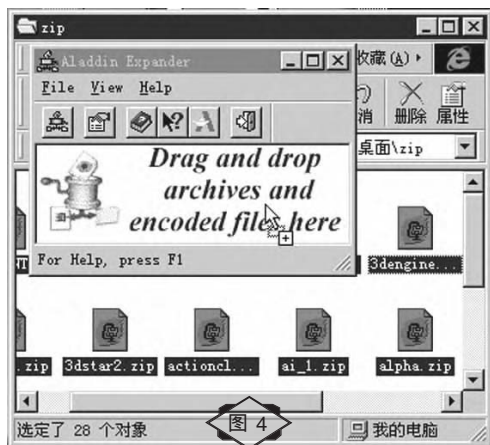 zip
Aladdin Expander
收藏(A)
File View Help
消 删除 属性
桌面\zip
Drag and drop
archives and
encoded files here
For Help, press F1
3dengine...
.zip 3dstar2.zip actioncl... ai_1.zip alpha.zip
选定了 28 个对象
图 4
我的电脑